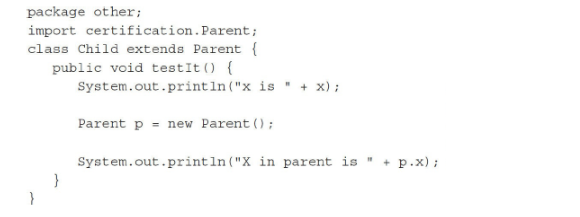 package other;
import certification.Parent;
class Child extends Parent {
public void testIt() {
System.out.println("x is " + x);
Parent p = new Parent();
System.out.println("X in parent is " + p.x);
}
}